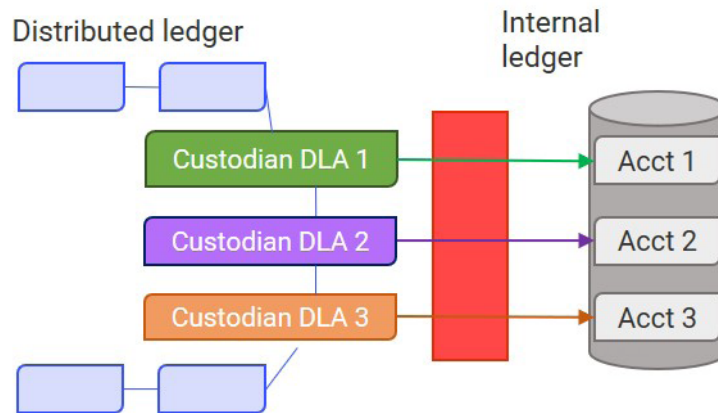 Distributed ledger
Internal
ledger
Custodian DLA 1
Acct 1
Custodian DLA 2
Acct 2
Custodian DLA 3
Acct 3